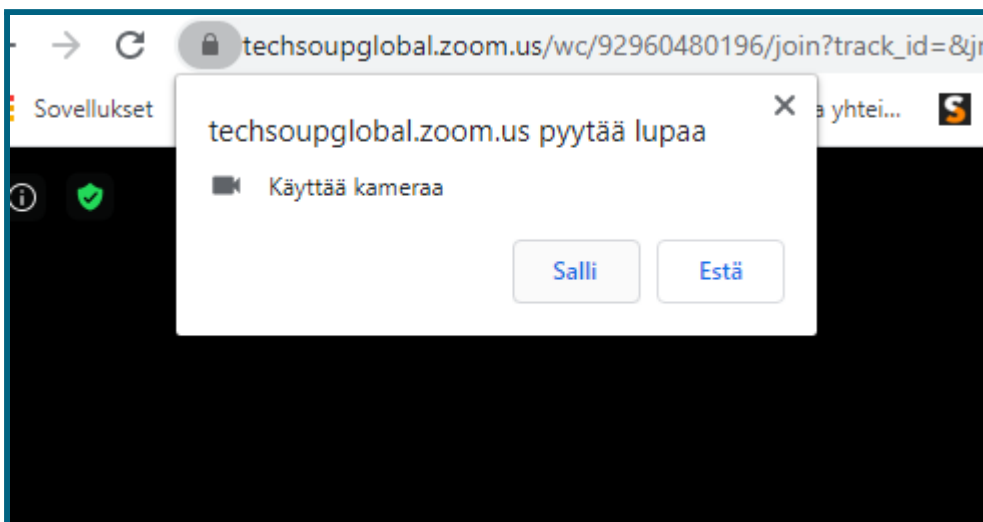 techsoupglobal.zoom.us/wc/92960480196/join?track_id=&
Sovellukset
yhtei...
techsoupglobal.zoom.us pyytää lupaa
Käyttää kameraa
Salli
Estä